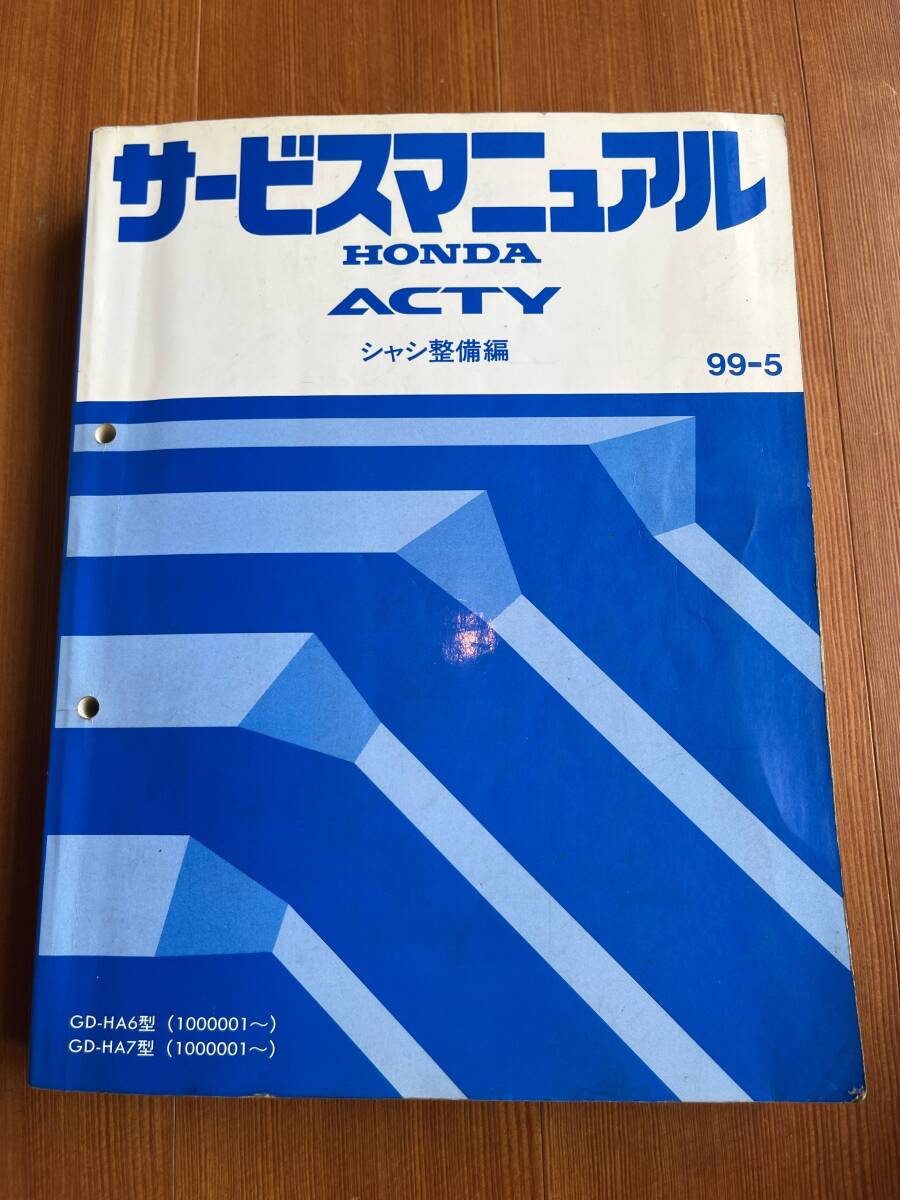 サービスマニュアル
HONDA
ACTY
シャシ整備編
99-5
GD-HA6型 (1000001～)
GD-HA7型 (1000001～)